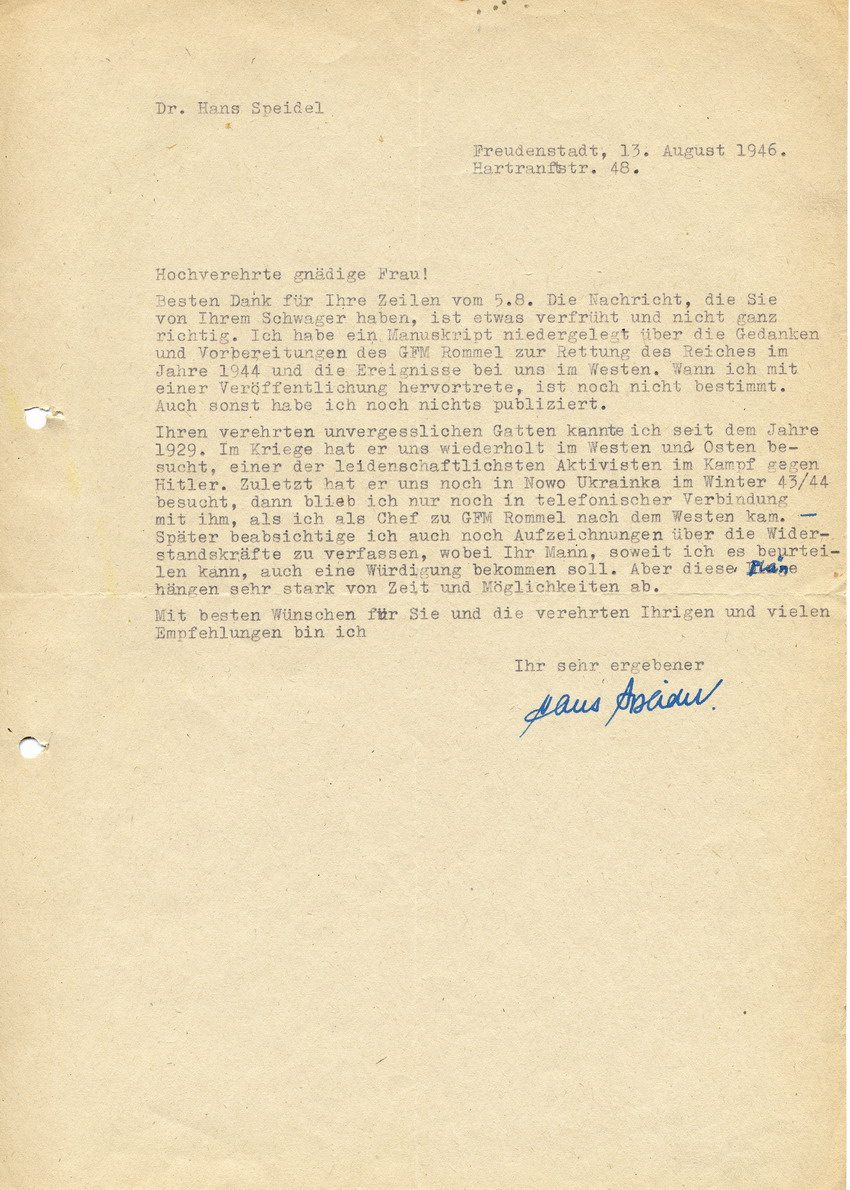 Dr. Hans Speidel
Freudenstadt, 13. August 1946.
Hartranftstr. 48.
Hochverehrte gnädige Frau!
Besten Dank für Ihre Zeilen vom 5.8. Die Nachricht, die Sie
von Ihrem Schwager haben, ist etwas verfrüht und nicht ganz
richtig. Ich habe ein Manuskript niedergelegt über die Gedanken
und Vorbereitungen des GFM Rommel zur Rettung des Reiches im
Jahre 1944 und die Ereignisse bei uns im Westen. Wann ich mit
einer Veröffentlichung hervortrete, ist noch nicht bestimmt.
Auch sonst habe ich noch nichts publiziert.
Ihren verehrten unvergesslichen Gatten kannte ich seit dem Jahre
1929. Im Kriege hat er uns wiederholt im Westen und Osten be-
sucht, einer der leidenschaftlichsten Aktivisten im Kampf gegen
Hitler. Zuletzt hat er uns noch in Nowo Ukrainka im Winter 43/44
besucht, dann blieb ich nur noch in telefonischer Verbindung
mit ihm, als ich als Chef zu GFM Rommel nach dem Westen kam. –
Später beabsichtige ich auch noch Aufzeichnungen über die Wider-
standskräfte zu verfassen, wobei Ihr Mann, soweit ich es beurtei-
len kann, auch eine Würdigung bekommen soll. Aber diese Pläne
hängen sehr stark von Zeit und Möglichkeiten ab.
Mit besten Wünschen für Sie und die verehrten Ihrigen und vielen
Empfehlungen bin ich
Ihr sehr ergebener
Hans Speidel.